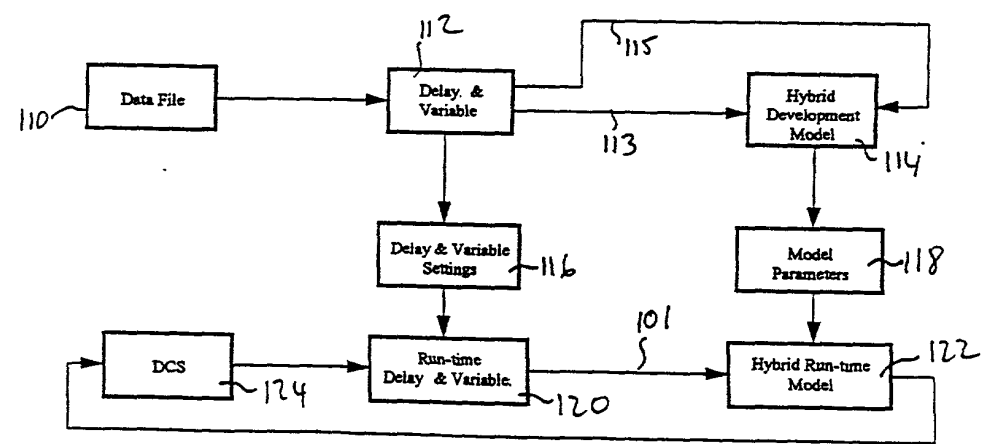 112
115
110
Data File
Delay. &
Variable
113
Hybrid
Development
Model
114
Delay & Variable
Settings
116
Model
Parameters
118
DCS
124
Run-time
Delay & Variable.
120
101
Hybrid Run-time
Model
122